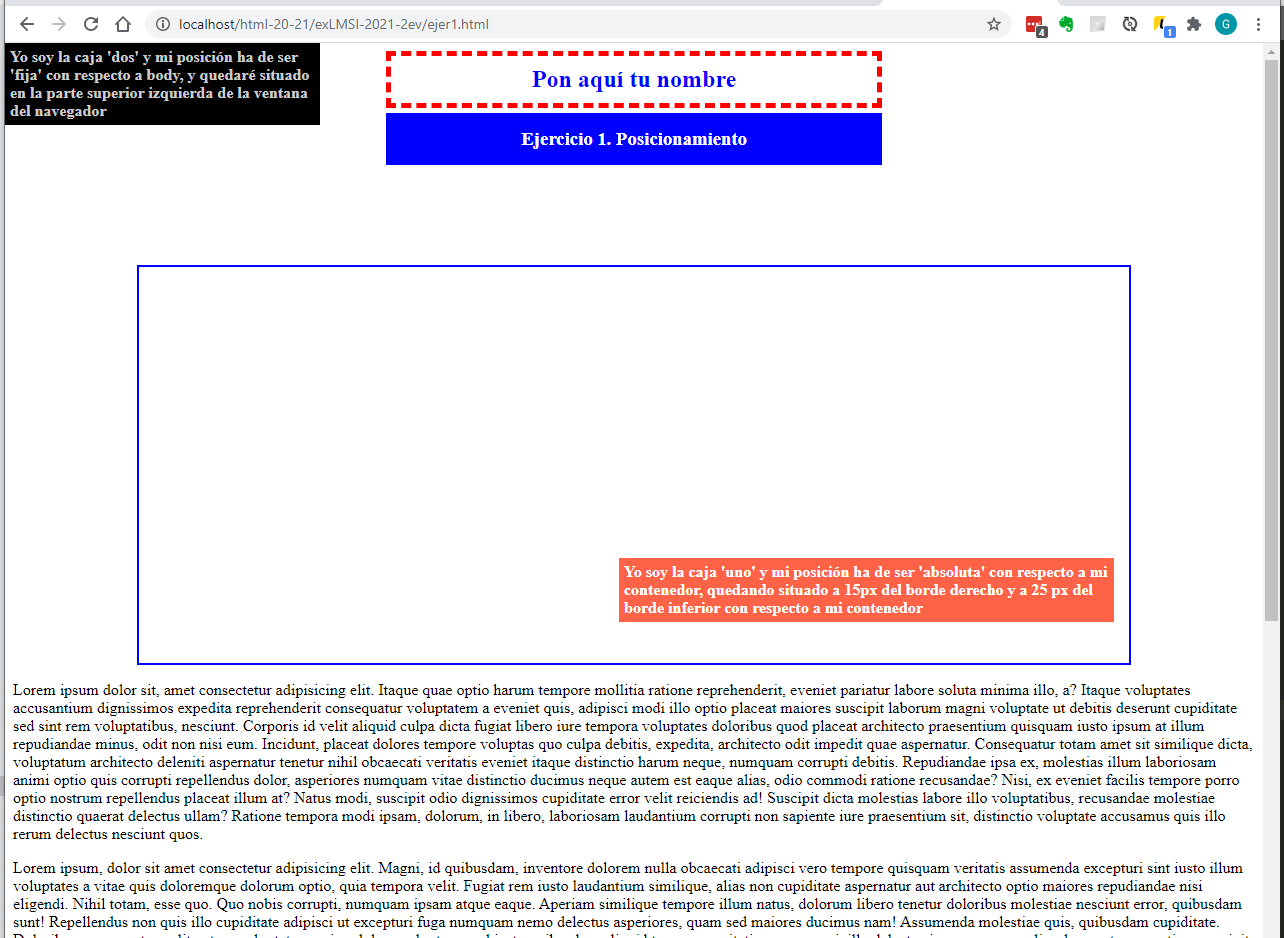 localhost/html-20-21/exLMSI-2021-2ev/ejer1.html
4
1
G
Yo soy la caja 'dos' y mi posición ha de ser
'fija' con respecto a body, y quedaré situado
en la parte superior izquierda de la ventana
del navegador
Pon aquí tu nombre
Ejercicio 1. Posicionamiento
Yo soy la caja 'uno' y mi posición ha de ser 'absoluta' con respecto a mi
contenedor, quedando situado a 15px del borde derecho y a 25 px del
borde inferior con respecto a mi contenedor
Lorem ipsum dolor sit, amet consectetur adipisicing elit. Itaque quae optio harum tempore mollitia ratione reprehenderit, eveniet pariatur labore soluta minima illo, a? Itaque voluptates
accusantium dignissimos expedita reprehenderit consequatur voluptatem a eveniet quis, adipisci modi illo optio placeat maiores suscipit laborum magni voluptate ut debitis deserunt cupiditate
sed sint rem voluptatibus, nesciunt. Corporis id velit aliquid culpa dicta fugiat libero iure tempora voluptates doloribus quod placeat architecto praesentium quisquam iusto ipsum at illum
repudiandae minus, odit non nisi eum. Incidunt, placeat dolores tempore voluptas quo culpa debitis, expedita, architecto odit impedit quae aspernatur. Consequatur totam amet sit similique dicta,
voluptatum architecto deleniti aspernatur tenetur nihil obcaecati veritatis eveniet itaque distinctio harum neque, numquam corrupti debitis. Repudiandae ipsa ex, molestias illum laboriosam
animi optio quis corrupti repellendus dolor, asperiores numquam vitae distinctio ducimus neque autem est eaque alias, odio commodi ratione recusandae? Nisi, ex eveniet facilis tempore porro
optio nostrum repellendus placeat illum at? Natus modi, suscipit odio dignissimos cupiditate error velit reiciendis ad! Suscipit dicta molestias labore illo voluptatibus, recusandae molestiae
distinctio quaerat delectus ullam? Ratione tempora modi ipsam, dolorum, in libero, laboriosam laudantium corrupti non sapiente iure praesentium sit, distinctio voluptate accusamus quis illo
rerum delectus nesciunt quos.
Lorem ipsum, dolor sit amet consectetur adipisicing elit. Magni, id quibusdam, inventore dolorem nulla obcaecati adipisci vero tempore quisquam veritatis assumenda excepturi sint iusto illum
voluptates a vitae quis doloremque dolorum optio, quia tempora velit. Fugiat rem iusto laudantium similique, alias non cupiditate aspernatur aut architecto optio maiores repudiandae nisi
eligendi. Nihil totam, esse quo. Quo nobis corrupti, numquam ipsam atque eaque. Aperiam similique tempore illum natus, dolorum libero tenetur doloribus molestiae nesciunt error, quibusdam
sunt! Repellendus non quis illo cupiditate adipisci ut excepturi fuga numquam nemo delectus asperiores, quam sed maiores ducimus nam! Assumenda molestiae quis, quibusdam cupiditate.